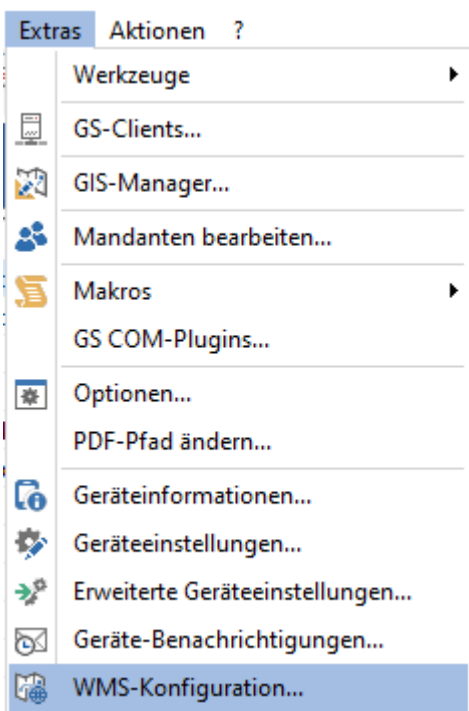 Extras Aktionen ?
Werkzeuge
GS-Clients...
GIS-Manager...
Mandanten bearbeiten...
Makros
GS COM-Plugins...
Optionen...
PDF-Pfad ändern...
Geräteinformationen...
Geräteeinstellungen...
Erweiterte Geräteeinstellungen...
Geräte-Benachrichtigungen...
WMS-Konfiguration...